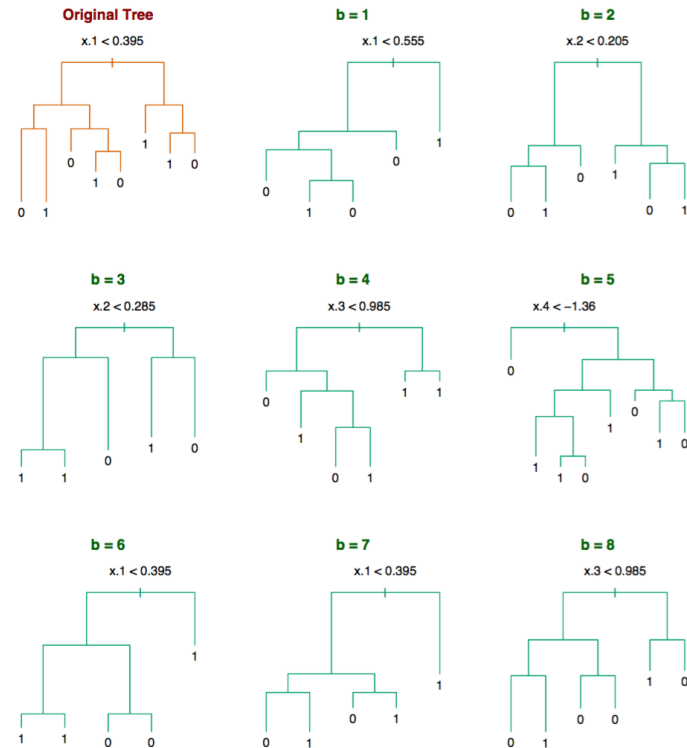 Original Tree
x.1 < 0.395
0 1
0
1 0
1
1 0
b = 1
x.1 < 0.555
0
1 0
0
1
b = 2
x.2 < 0.205
0 1
0
1
0 1
b = 3
x.2 < 0.285
1 1
0
1 0
b = 4
x.3 < 0.985
0
1
0 1
1 1
b = 5
x.4 < −1.36
0
1
1 0
1
0
1 0
b = 6
x.1 < 0.395
1 1
0 0
1
b = 7
x.1 < 0.395
0 1
0 1
1
b = 8
x.3 < 0.985
0 1
0 0
1 0